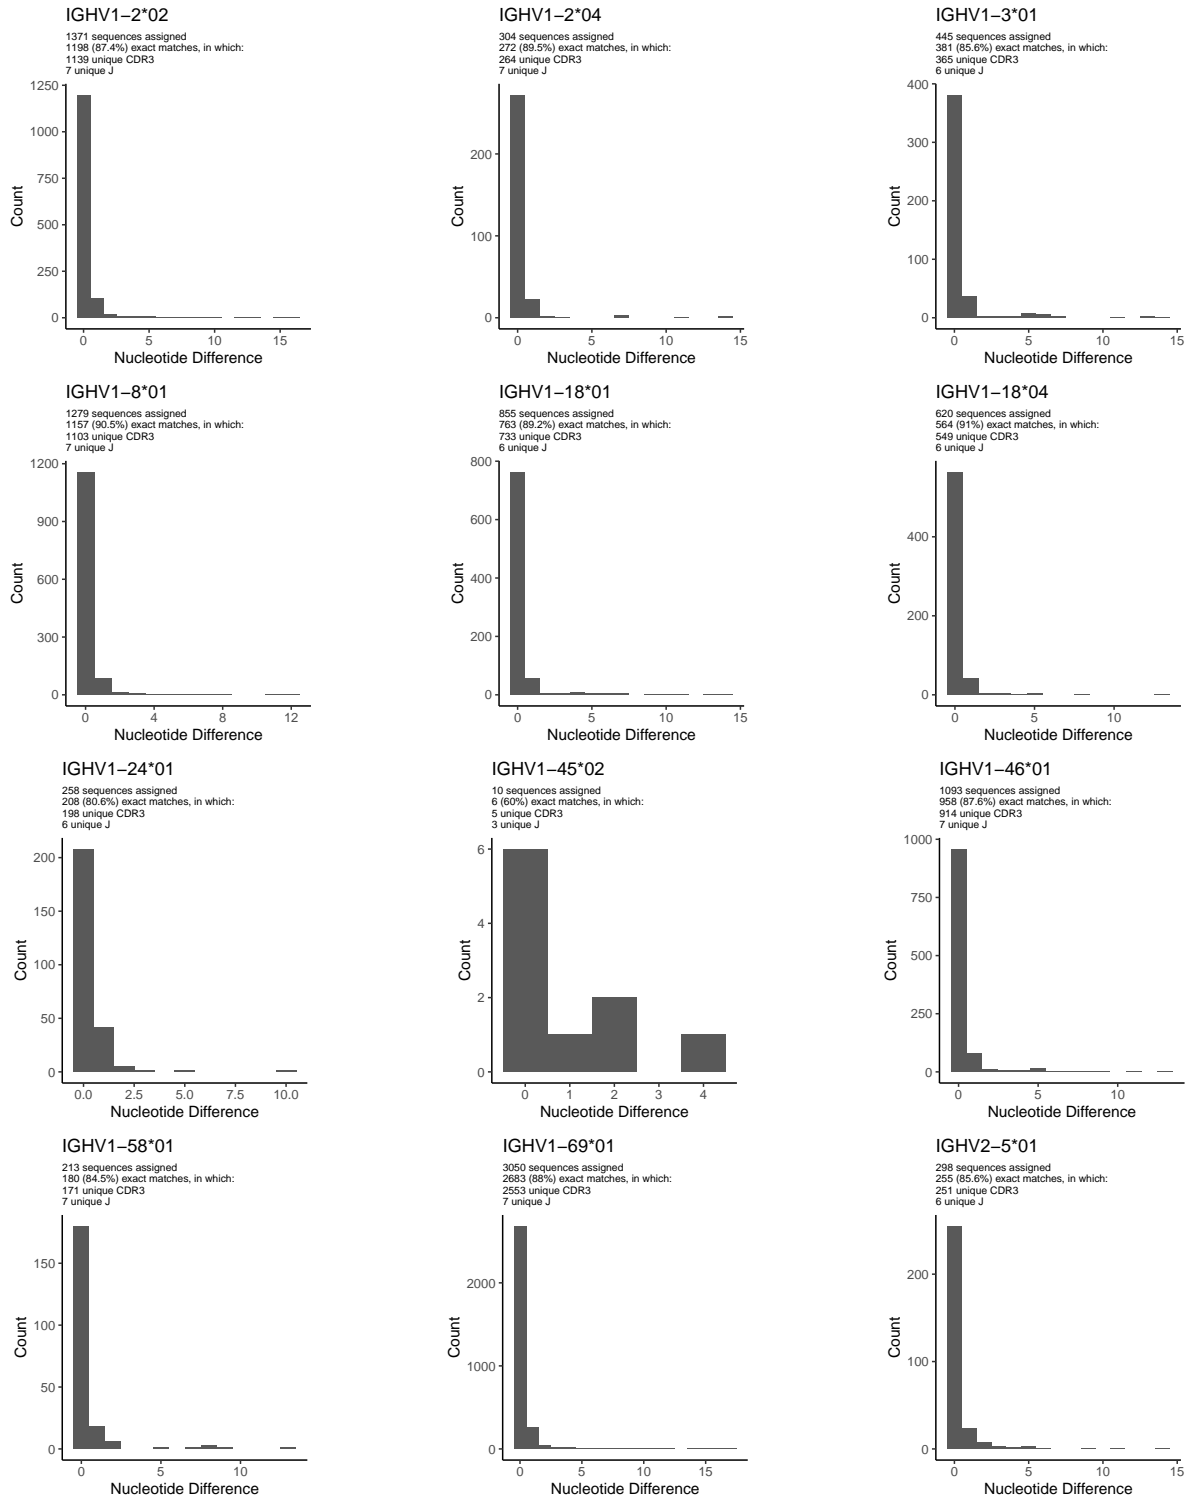 IGHV1−2*02
1371 sequences assigned
1198 (87.4%) exact matches, in which:
1139 unique CDR3
7 unique J
1250
1000
750
500
250
0
Count
0 5 10 15
Nucleotide Difference
IGHV1−2*04
304 sequences assigned
272 (89.5%) exact matches, in which:
264 unique CDR3
7 unique J
200
100
0
Count
0 5 10 15
Nucleotide Difference
IGHV1−3*01
445 sequences assigned
381 (85.6%) exact matches, in which:
365 unique CDR3
6 unique J
400
300
200
100
0
Count
0 5 10 15
Nucleotide Difference
IGHV1−8*01
1279 sequences assigned
1157 (90.5%) exact matches, in which:
1103 unique CDR3
7 unique J
1200
900
600
300
0
Count
0 4 8 12
Nucleotide Difference
IGHV1−18*01
855 sequences assigned
763 (89.2%) exact matches, in which:
733 unique CDR3
6 unique J
800
600
400
200
0
Count
0 5 10 15
Nucleotide Difference
IGHV1−18*04
620 sequences assigned
564 (91%) exact matches, in which:
549 unique CDR3
6 unique J
400
200
0
Count
0 5 10
Nucleotide Difference
IGHV1−24*01
258 sequences assigned
208 (80.6%) exact matches, in which:
198 unique CDR3
6 unique J
200
150
100
50
0
Count
0.0 2.5 5.0 7.5 10.0
Nucleotide Difference
IGHV1−45*02
10 sequences assigned
6 (60%) exact matches, in which:
5 unique CDR3
3 unique J
6
4
2
0
Count
0 1 2 3 4
Nucleotide Difference
IGHV1−46*01
1093 sequences assigned
958 (87.6%) exact matches, in which:
914 unique CDR3
7 unique J
1000
750
500
250
0
Count
0 5 10
Nucleotide Difference
IGHV1−58*01
213 sequences assigned
180 (84.5%) exact matches, in which:
171 unique CDR3
7 unique J
150
100
50
0
Count
0 5 10
Nucleotide Difference
IGHV1−69*01
3050 sequences assigned
2683 (88%) exact matches, in which:
2553 unique CDR3
7 unique J
2000
1000
0
Count
0 5 10 15
Nucleotide Difference
IGHV2−5*01
298 sequences assigned
255 (85.6%) exact matches, in which:
251 unique CDR3
6 unique J
200
100
0
Count
0 5 10 15
Nucleotide Difference